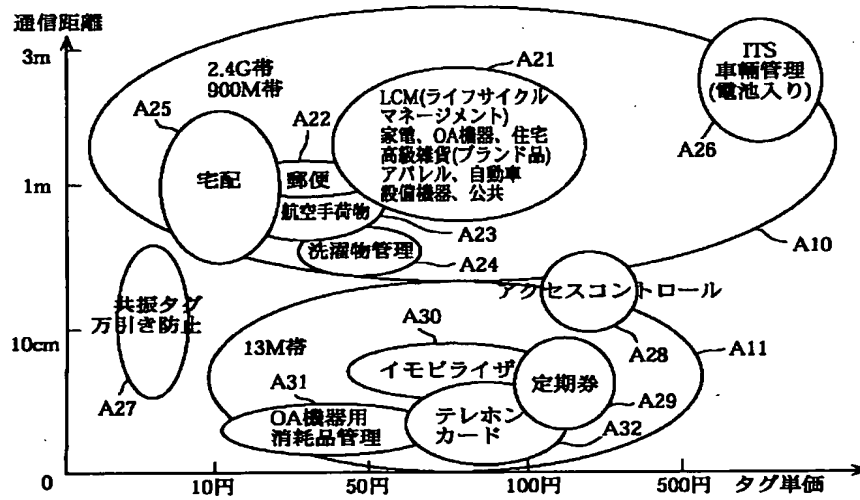 通信距離
3m
1m
10cm
0
2.4G帯
900M帯
A25
A22
A21
LCM(ライフサイクル
マネージメント)
家電、OA機器、住宅
高級雑貨(ブランド品)
アパレル、自動車
設備機器、公共
ITS
車輛管理
(電池入り)
A26
宅配
郵便
航空手荷物
A23
洗濯物管理
A24
A10
共振タグ
万引き防止
A27
アクセスコントロール
A28
A11
13M帯
A30
イモビライザ
定期券
A29
A31
OA機器用
消耗品管理
テレホン
カード
A32
10円
50円
100円
500円
タグ単価